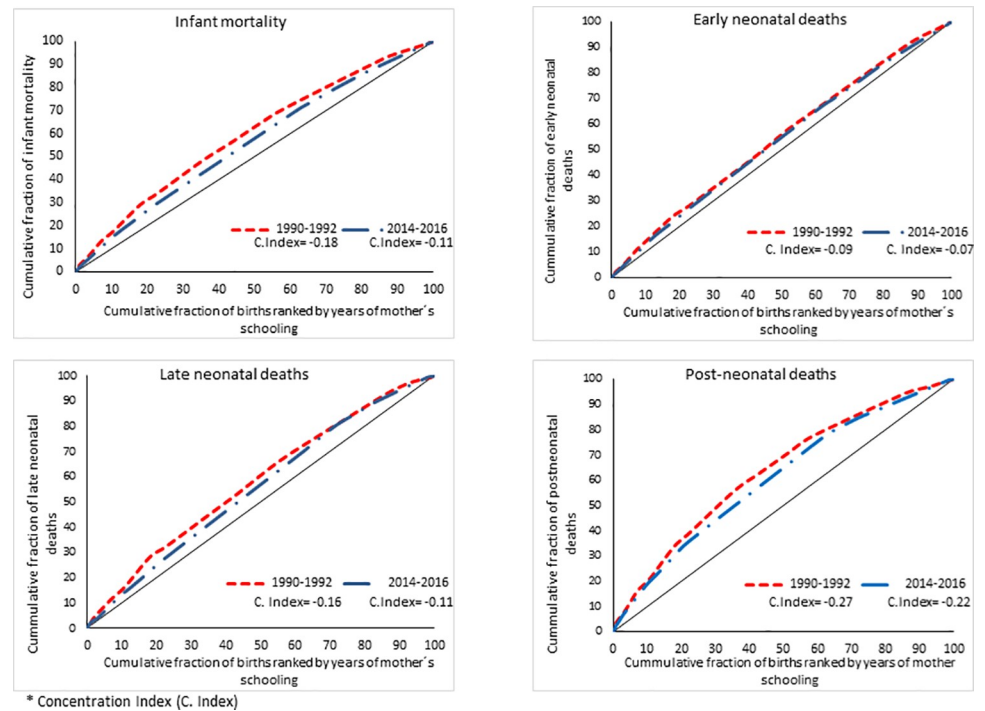 Infant mortality
Cumulative fraction of infant mortality
100
90
80
70
60
50
40
30
20
10
0
1990-1992 2014-2016
C.Index= -0.18 C.Index= -0.11
0 10 20 30 40 50 60 70 80 90 100
Cumulative fraction of births ranked by years of mother´s
schooling
Early neonatal deaths
Cummulative fraction of early neonatal
deaths
100
90
80
70
60
50
40
30
20
10
0
1990-1992 2014-2016
C. Index= -0.09 C. Index= -0.07
0 10 20 30 40 50 60 70 80 90 100
Cummulative fraction of births ranked by years of mother´s
schooling
Late neonatal deaths
Cummulative fraction of late neonatal
deaths
100
90
80
70
60
50
40
30
20
10
0
1990-1992 2014-2016
C. Index= -0.16 C.Index= -0.11
0 10 20 30 40 50 60 70 80 90 100
Cumulative fraction of births ranked by years of mother´s
schooling
Post-neonatal deaths
Cummulative fraction of postneonatal
deaths
100
90
80
70
60
50
40
30
20
10
0
1990-1992 2014-2016
C.Index= -0.27 C.Index= -0.22
0 10 20 30 40 50 60 70 80 90 100
Cummulative fraction of births ranked by years of mother
schooling
* Concentration Index (C. Index)